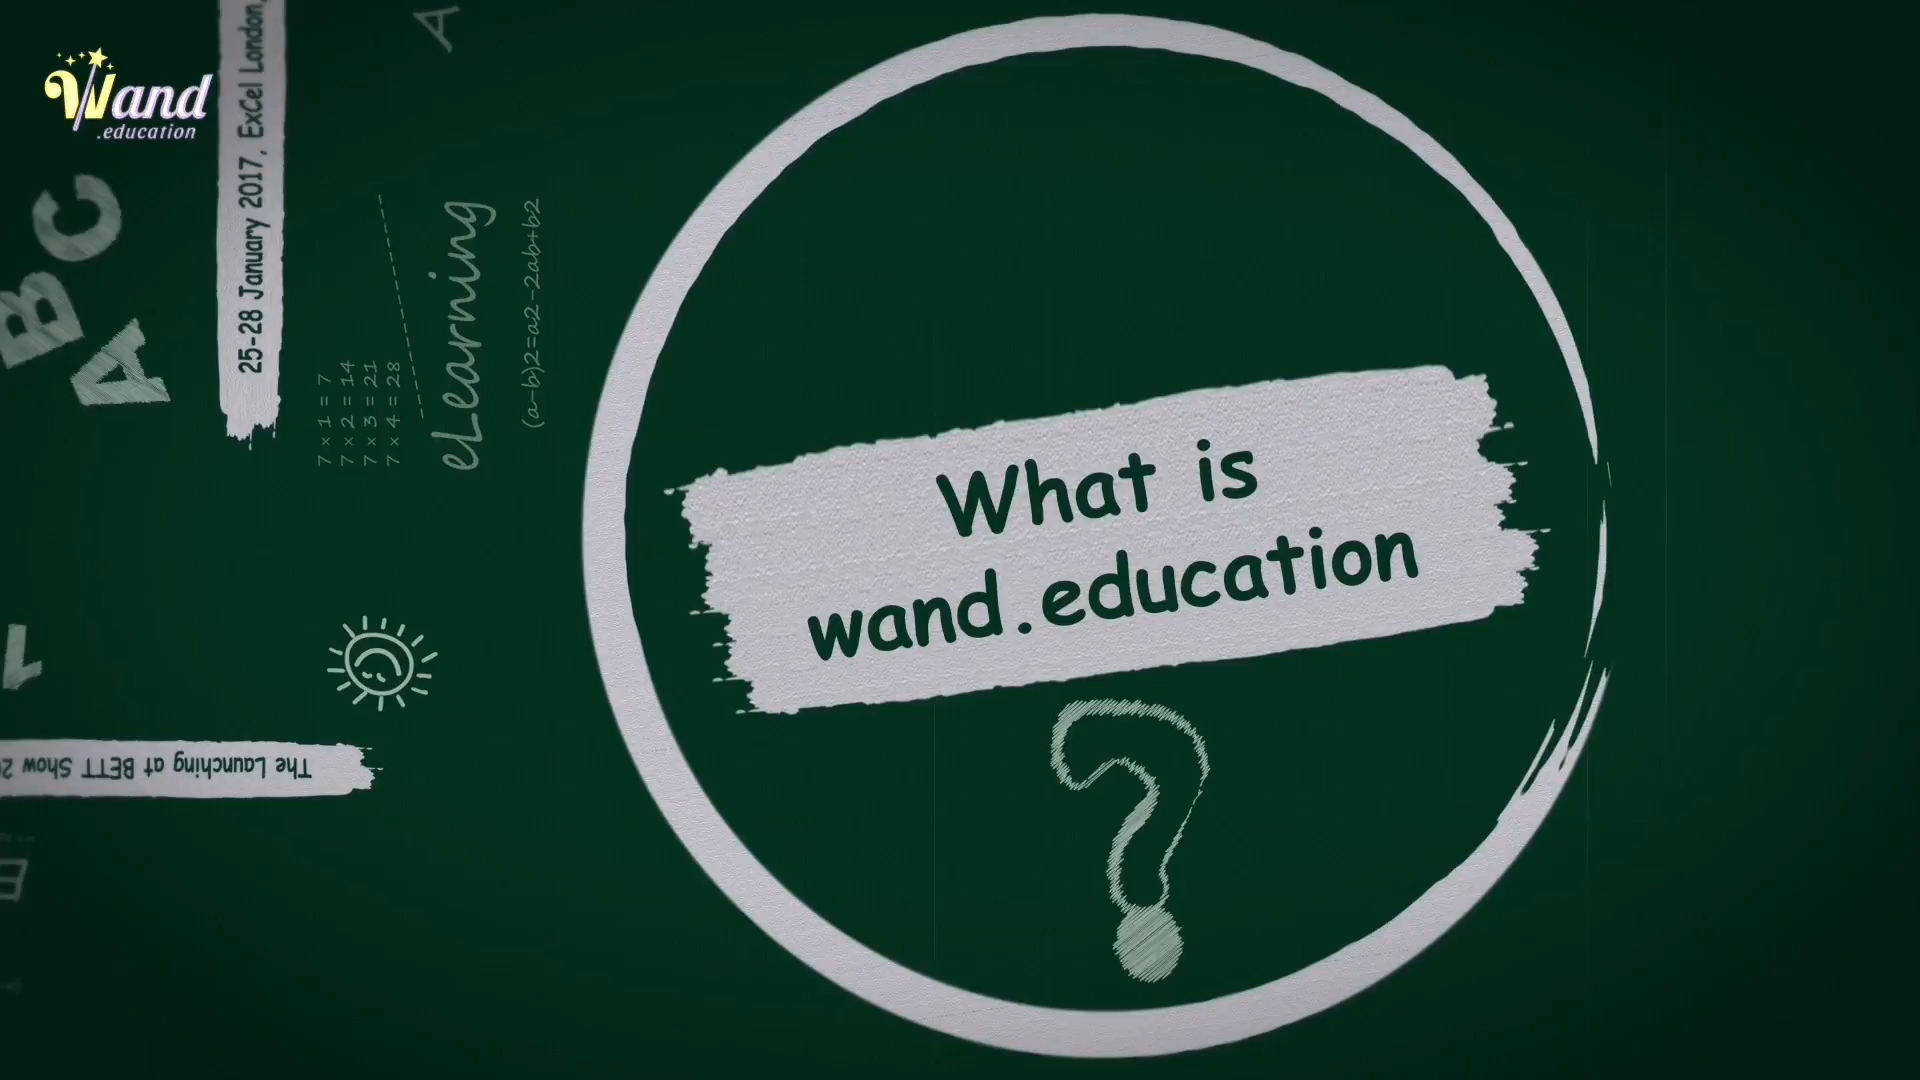 Wand
.education
A
25-28 January 2017, ExCel London,
A B C
7 x 1 = 7
7 x 2 = 14
7 x 3 = 21
7 x 4 = 28
eLearning
(a-b)2=a2-2ab+b2
What is
wand.education
?
1
The Launching at BETT Show